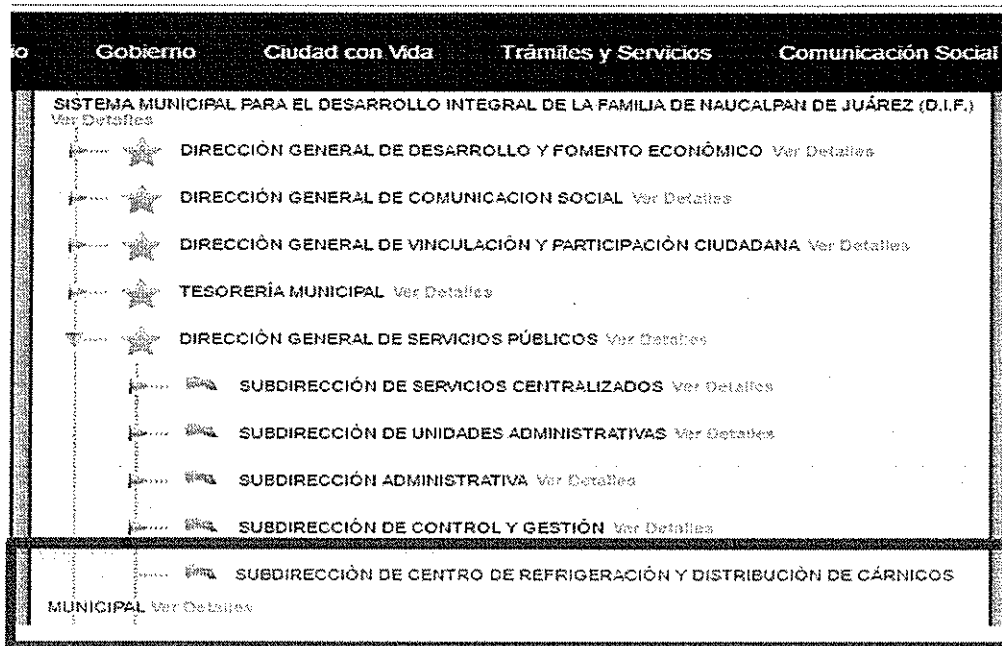 io Gobierno Ciudad con Vida Trámites y Servicios Comunicación Social
SISTEMA MUNICIPAL PARA EL DESARROLLO INTEGRAL DE LA FAMILIA DE NAUCALPAN DE JUÁREZ (D.I.F.)
Ver Detalles
DIRECCIÓN GENERAL DE DESARROLLO Y FOMENTO ECONÓMICO Ver Detalles
DIRECCIÓN GENERAL DE COMUNICACION SOCIAL Ver Detalles
DIRECCIÓN GENERAL DE VINCULACIÓN Y PARTICIPACIÓN CIUDADANA Ver Detalles
TESORERÍA MUNICIPAL Ver Detalles
DIRECCIÓN GENERAL DE SERVICIOS PÚBLICOS Ver Detalles
SUBDIRECCIÓN DE SERVICIOS CENTRALIZADOS Ver Detalles
SUBDIRECCIÓN DE UNIDADES ADMINISTRATIVAS Ver Detalles
SUBDIRECCIÓN ADMINISTRATIVA Ver Detalles
SUBDIRECCIÓN DE CONTROL Y GESTIÓN Ver Detalles
SUBDIRECCIÓN DE CENTRO DE REFRIGERACIÓN Y DISTRIBUCIÓN DE CÁRNICOS
MUNICIPAL Ver Detalles